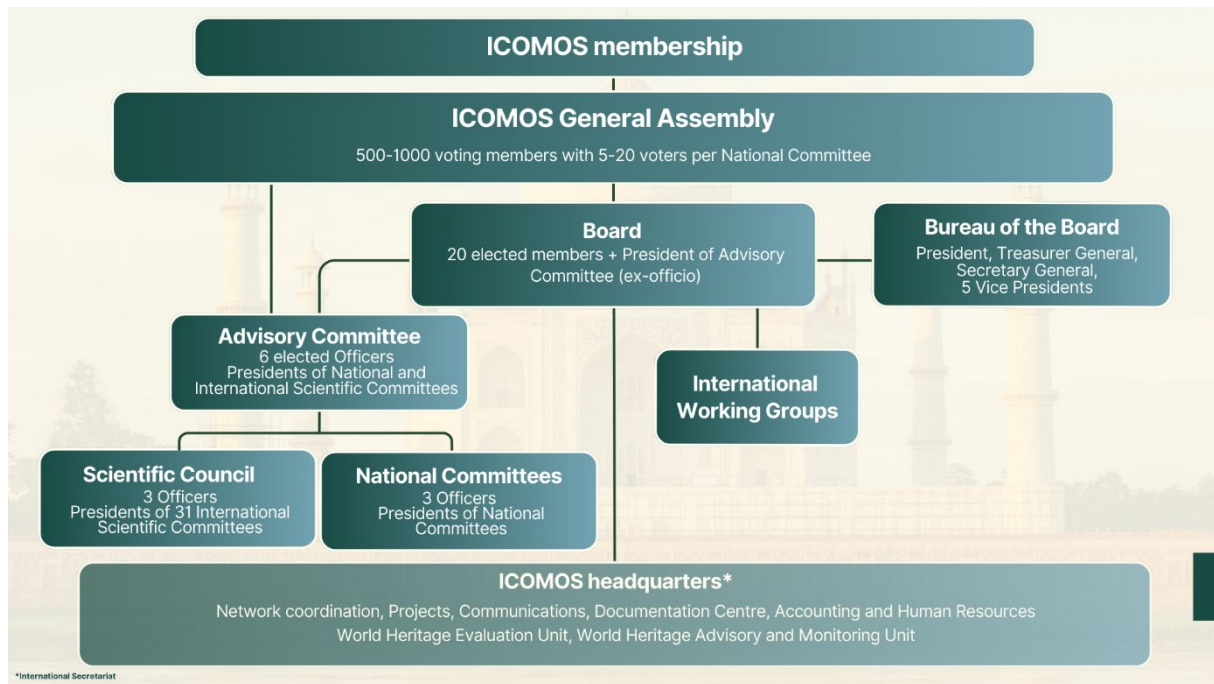 ICOMOS membership
ICOMOS General Assembly
500-1000 voting members with 5-20 voters per National Committee
Board
20 elected members + President of Advisory
Committee (ex-officio)
Bureau of the Board
President, Treasurer General,
Secretary General,
5 Vice Presidents
Advisory Committee
6 elected Officers
Presidents of National and
International Scientific Committees
International
Working Groups
Scientific Council
3 Officers
Presidents of 31 International
Scientific Committees
National Committees
3 Officers
Presidents of National
Committees
ICOMOS headquarters*
Network coordination, Projects, Communications, Documentation Centre, Accounting and Human Resources
World Heritage Evaluation Unit, World Heritage Advisory and Monitoring Unit
*International Secretariat